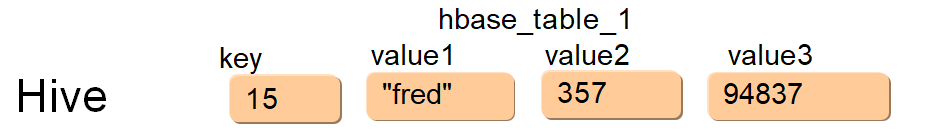 hbase_table_1
key value1 value2 value3
Hive 15 "fred" 357 94837